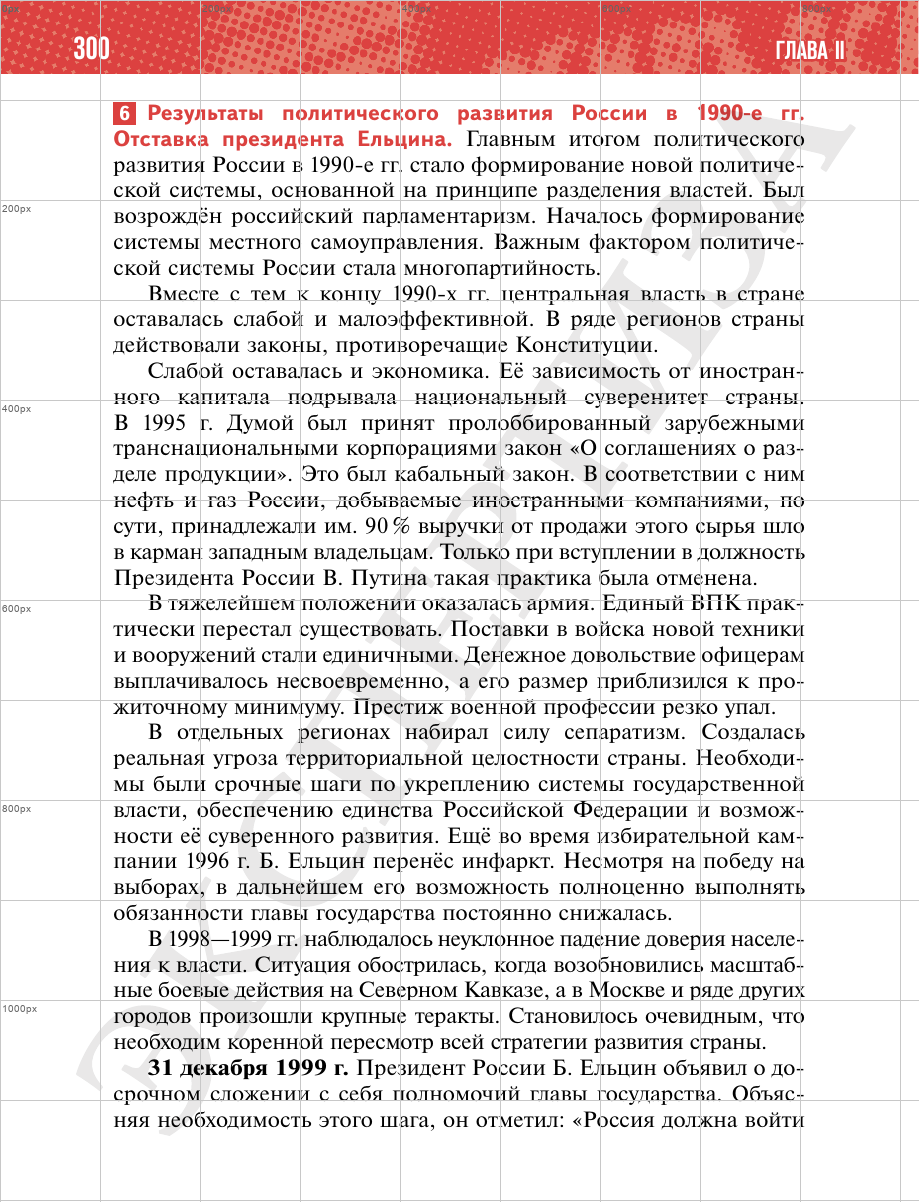 300
ГЛАВА II
6 Результаты политического развития России в 1990-е гг.
Отставка президента Ельцина. Главным итогом политического
развития России в 1990-е гг. стало формирование новой политиче-
ской системы, основанной на принципе разделения властей. Был
возрождён российский парламентаризм. Началось формирование
системы местного самоуправления. Важным фактором политиче-
ской системы России стала многопартийность.
Вместе с тем к концу 1990-х гг. центральная власть в стране
оставалась слабой и малоэффективной. В ряде регионов страны
действовали законы, противоречащие Конституции.
Слабой оставалась и экономика. Её зависимость от иностран-
ного капитала подрывала национальный суверенитет страны.
В 1995 г. Думой был принят пролоббированный зарубежными
транснациональными корпорациями закон «О соглашениях о раз-
деле продукции». Это был кабальный закон. В соответствии с ним
нефть и газ России, добываемые иностранными компаниями, по
сути, принадлежали им. 90 % выручки от продажи этого сырья шло
в карман западным владельцам. Только при вступлении в должность
Президента России В. Путина такая практика была отменена.
В тяжелейшем положении оказалась армия. Единый ВПК прак-
тически перестал существовать. Поставки в войска новой техники
и вооружений стали единичными. Денежное довольствие офицерам
выплачивалось несвоевременно, а его размер приблизился к про-
житочному минимуму. Престиж военной профессии резко упал.
В отдельных регионах набирал силу сепаратизм. Создалась
реальная угроза территориальной целостности страны. Необходи-
мы были срочные шаги по укреплению системы государственной
власти, обеспечению единства Российской Федерации и возмож-
ности её суверенного развития. Ещё во время избирательной кам-
пании 1996 г. Б. Ельцин перенёс инфаркт. Несмотря на победу на
выборах, в дальнейшем его возможность полноценно выполнять
обязанности главы государства постоянно снижалась.
В 1998—1999 гг. наблюдалось неуклонное падение доверия населе-
ния к власти. Ситуация обострилась, когда возобновились масштаб-
ные боевые действия на Северном Кавказе, а в Москве и ряде других
городов произошли крупные теракты. Становилось очевидным, что
необходим коренной пересмотр всей стратегии развития страны.
31 декабря 1999 г. Президент России Б. Ельцин объявил о до-
срочном сложении с себя полномочий главы государства. Объяс-
няя необходимость этого шага, он отметил: «Россия должна войти
ЭКСПЕРТИЗА
200px
400px
600px
800px
1000px